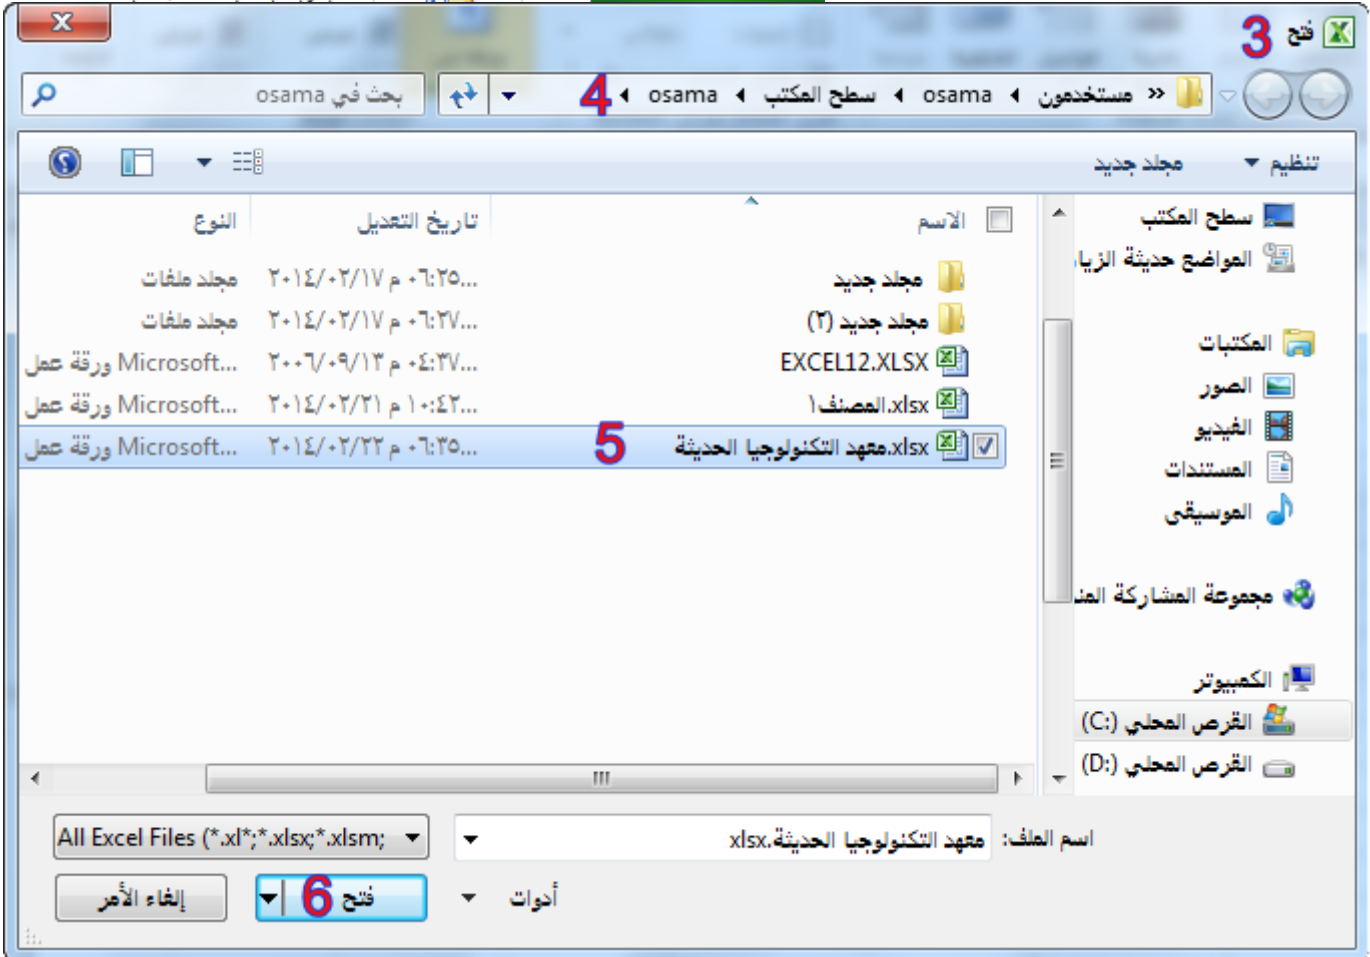 فتح 3
« مستخدمون ◂ osama ◂ سطح المكتب ◂ osama ◂ 4
بحث في osama
تنظيم ▾ مجلد جديد
سطح المكتب
المواضع حديثة الزيا
المكتبات
الصور
الفيديو
المستندات
الموسيقى
مجموعة المشاركة المنز
الكمبيوتر
القرص المحلي (C:)
القرص المحلي (D:)
الاسم تاريخ التعديل النوع
مجلد جديد ٢٠١٤/٠٢/١٧ م ٠٦:٢٥... مجلد ملفات
مجلد جديد (٢) ٢٠١٤/٠٢/١٧ م ٠٦:٢٧... مجلد ملفات
EXCEL12.XLSX ٢٠٠٦/٠٩/١٣ م ٠٤:٣٧... ورقة عمل Microsoft...
المصنف١.xlsx ٢٠١٤/٠٢/٢١ م ١٠:٤٢... ورقة عمل Microsoft...
معهد التكنولوجيا الحديثة.xlsx 5 ٢٠١٤/٠٢/٢٢ م ٠٦:٣٥... ورقة عمل Microsoft...
اسم الملف: معهد التكنولوجيا الحديثة.xlsx
All Excel Files (*.xl*;*.xlsx;*.xlsm;
أدوات فتح 6 إلغاء الأمر